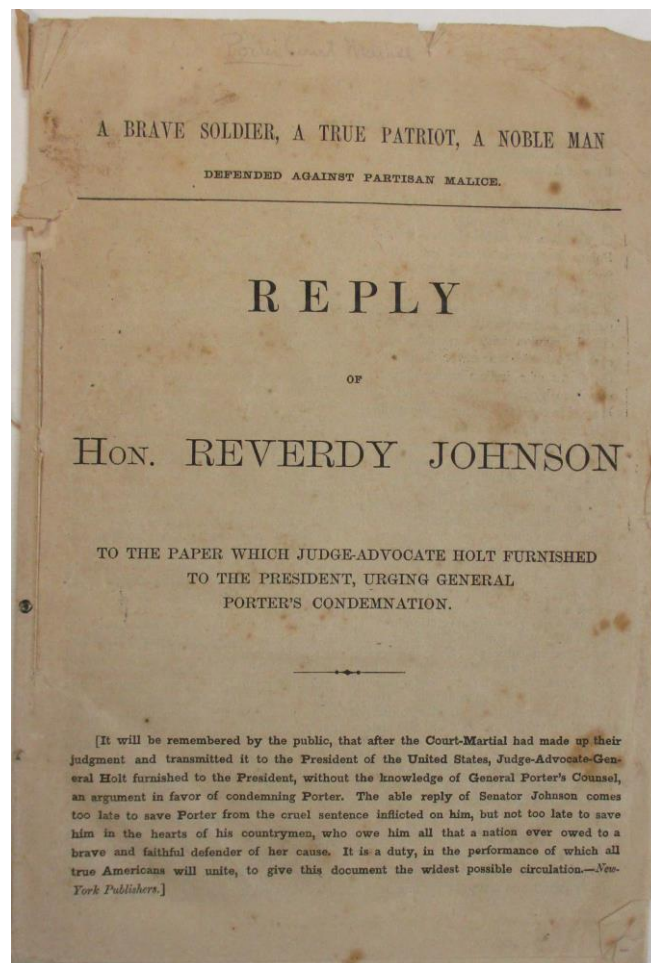 A BRAVE SOLDIER, A TRUE PATRIOT, A NOBLE MAN
DEFENDED AGAINST PARTISAN MALICE.
REPLY
OF
HON. REVERDY JOHNSON
TO THE PAPER WHICH JUDGE-ADVOCATE HOLT FURNISHED
TO THE PRESIDENT, URGING GENERAL
PORTER'S CONDEMNATION.
[It will be remembered by the public, that after the Court-Martial had made up their
judgment and transmitted it to the President of the United States, Judge-Advocate-Gen-
eral Holt furnished to the President, without the knowledge of General Porter's Counsel,
an argument in favor of condemning Porter. The able reply of Senator Johnson comes
too late to save Porter from the cruel sentence inflicted on him, but not too late to save
him in the hearts of his countrymen, who owe him all that a nation ever owed to a
brave and faithful defender of her cause. It is a duty, in the performance of which all
true Americans will unite, to give this document the widest possible circulation.—New-
York Publishers.]